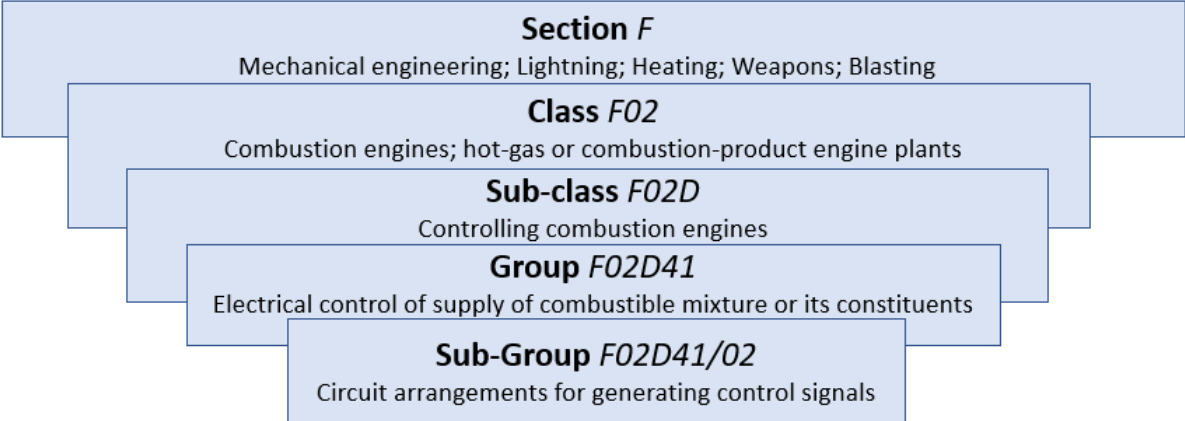 Section F
Mechanical engineering; Lightning; Heating; Weapons; Blasting
Class F02
Combustion engines; hot-gas or combustion-product engine plants
Sub-class F02D
Controlling combustion engines
Group F02D41
Electrical control of supply of combustible mixture or its constituents
Sub-Group F02D41/02
Circuit arrangements for generating control signals